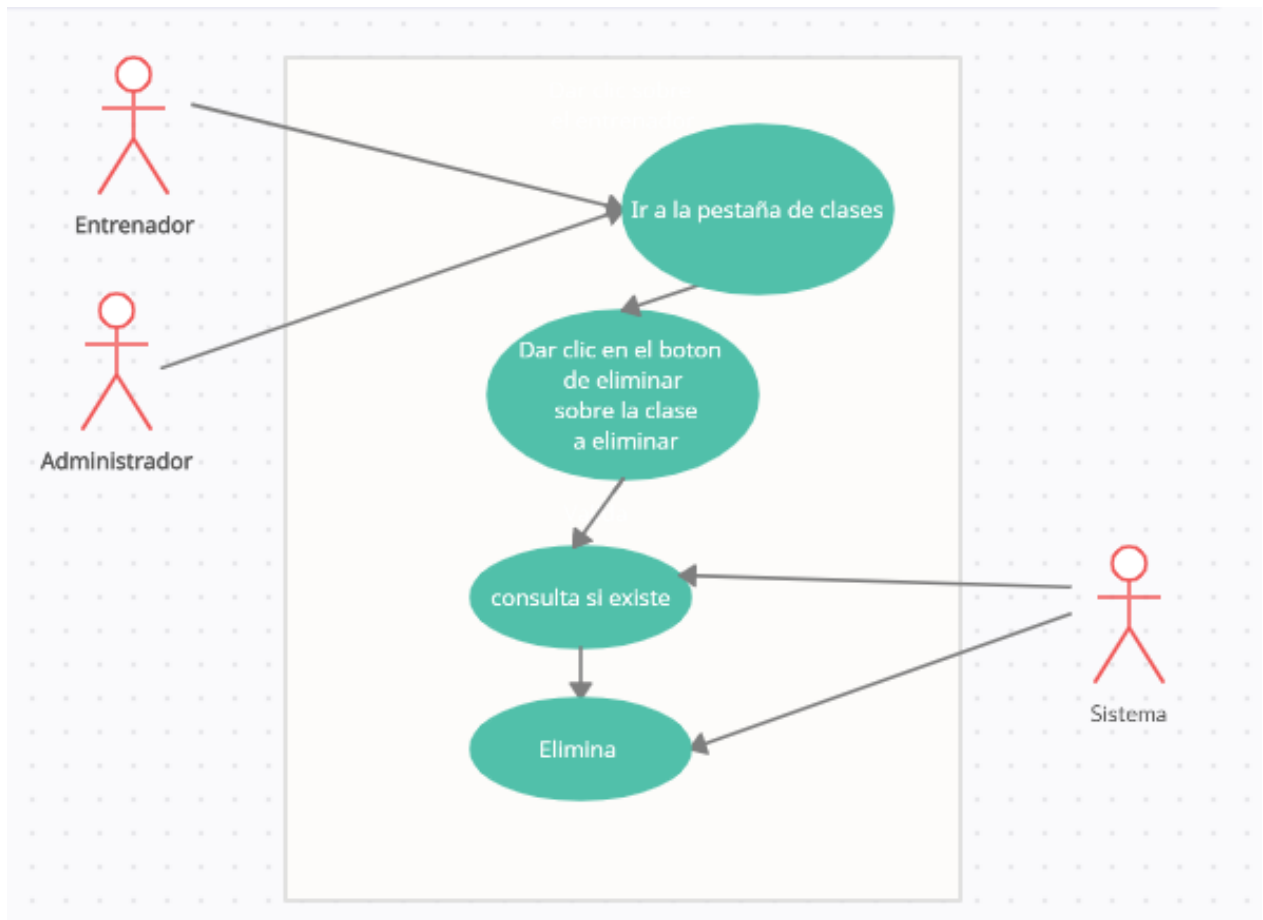 Entrenador
Administrador
Ir a la pestaña de clases
Dar clic en el boton
de eliminar
sobre la clase
a eliminar
consulta si existe
Elimina
Sistema